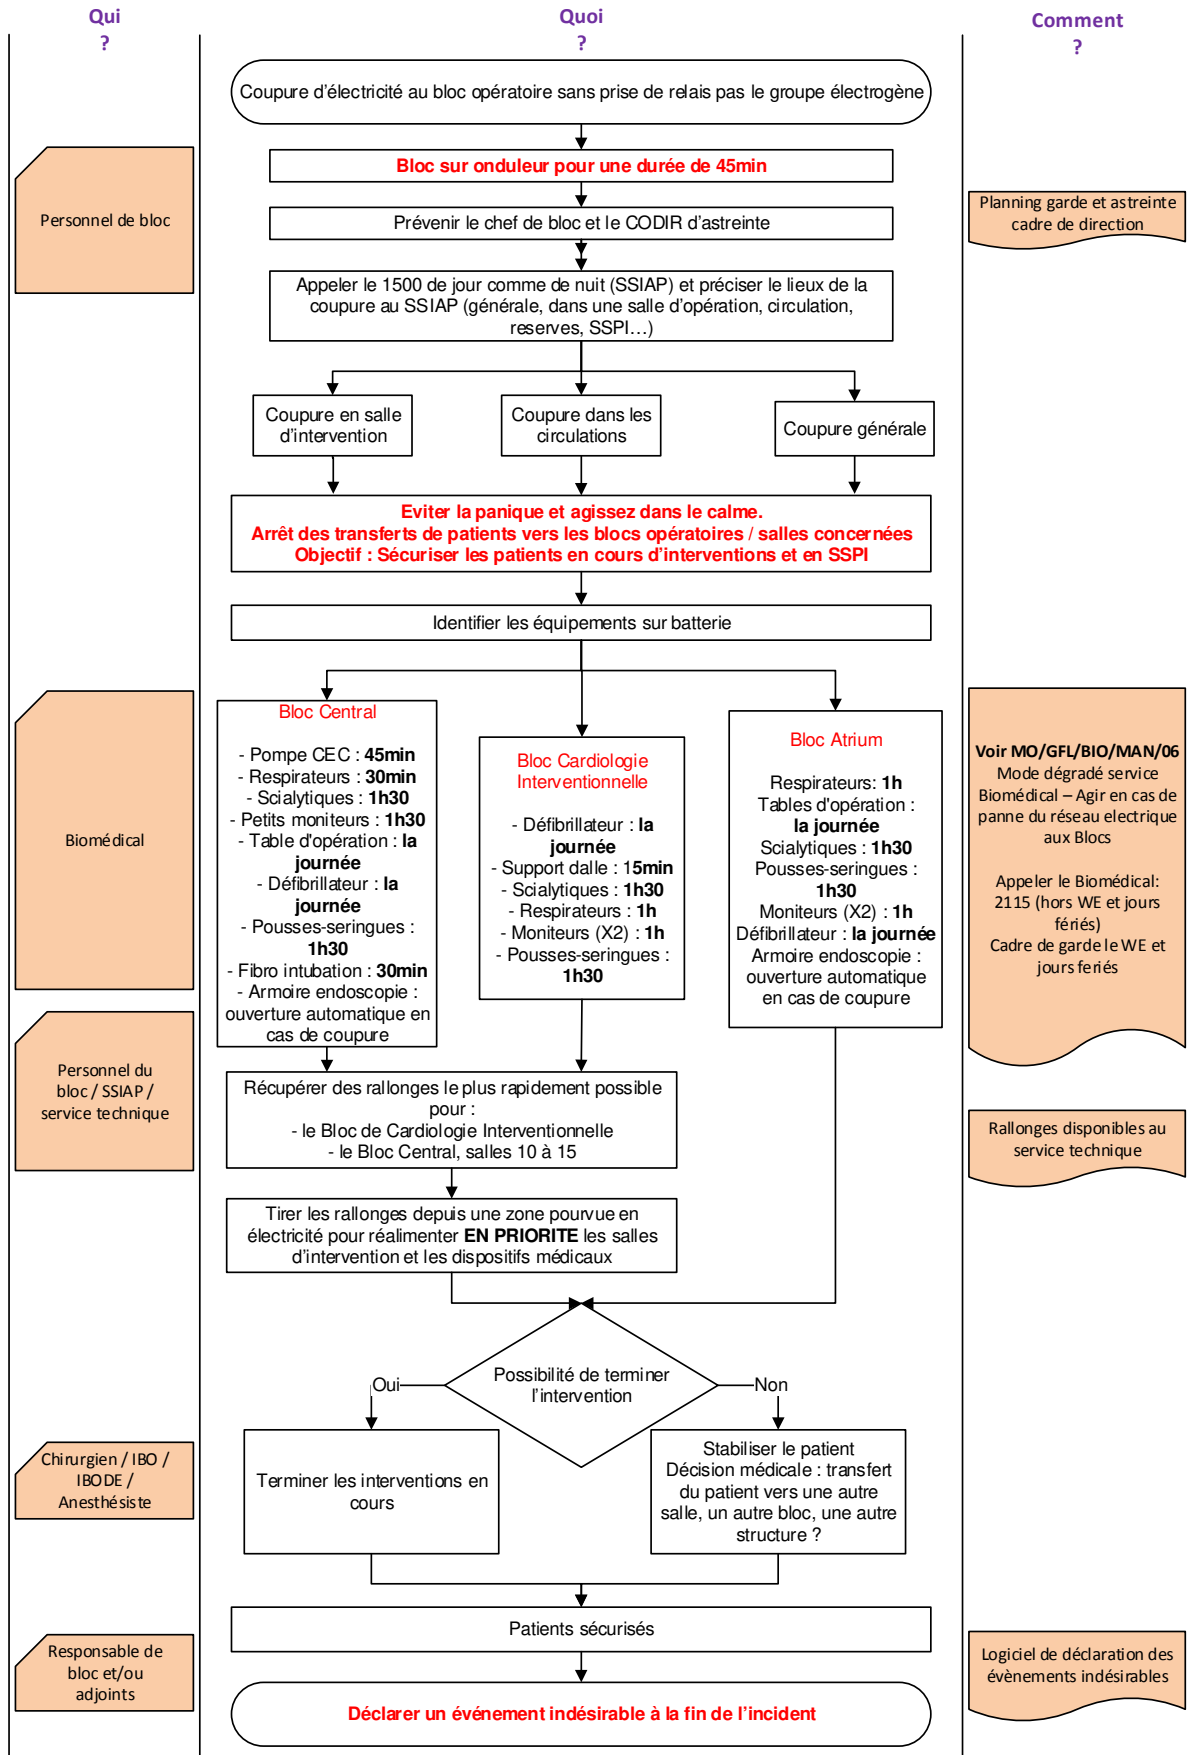 Qui
?
Quoi
?
Comment
?
Coupure d'électricité au bloc opératoire sans prise de relais pas le groupe électrogène
Bloc sur onduleur pour une durée de 45min
Personnel de bloc
Prévenir le chef de bloc et le CODIR d'astreinte
Planning garde et astreinte
cadre de direction
Appeler le 1500 de jour comme de nuit (SSIAP) et préciser le lieux de la
coupure au SSIAP (générale, dans une salle d'opération, circulation,
reserves, SSPI…)
Coupure en salle
d'intervention
Coupure dans les
circulations
Coupure générale
Eviter la panique et agissez dans le calme.
Arrêt des transferts de patients vers les blocs opératoires / salles concernées
Objectif : Sécuriser les patients en cours d'interventions et en SSPI
Identifier les équipements sur batterie
Biomédical
Bloc Central
- Pompe CEC : 45min
- Respirateurs : 30min
- Scialytiques : 1h30
- Petits moniteurs : 1h30
- Table d'opération : la
journée
- Défibrillateur : la
journée
- Pousses-seringues :
1h30
- Fibro intubation : 30min
- Armoire endoscopie :
ouverture automatique en
cas de coupure
Bloc Cardiologie
Interventionnelle
- Défibrillateur : la
journée
- Support dalle : 15min
- Scialytiques : 1h30
- Respirateurs : 1h
- Moniteurs (X2) : 1h
- Pousses-seringues :
1h30
Bloc Atrium
Respirateurs: 1h
Tables d'opération :
la journée
Scialytiques : 1h30
Pousses-seringues :
1h30
Moniteurs (X2) : 1h
Défibrillateur : la journée
Armoire endoscopie :
ouverture automatique
en cas de coupure
Voir MO/GFL/BIO/MAN/06
Mode dégradé service
Biomédical – Agir en cas de
panne du réseau electrique
aux Blocs
Appeler le Biomédical:
2115 (hors WE et jours
fériés)
Cadre de garde le WE et
jours feriés
Personnel du
bloc / SSIAP /
service technique
Récupérer des rallonges le plus rapidement possible
pour :
- le Bloc de Cardiologie Interventionnelle
- le Bloc Central, salles 10 à 15
Rallonges disponibles au
service technique
Tirer les rallonges depuis une zone pourvue en
électricité pour réalimenter EN PRIORITE les salles
d'intervention et les dispositifs médicaux
Possibilité de terminer
l'intervention
Oui
Non
Chirurgien / IBO /
IBODE /
Anesthésiste
Terminer les interventions en
cours
Stabiliser le patient
Décision médicale : transfert
du patient vers une autre
salle, un autre bloc, une autre
structure ?
Patients sécurisés
Responsable de
bloc et/ou
adjoints
Logiciel de déclaration des
évènements indésirables
Déclarer un événement indésirable à la fin de l'incident